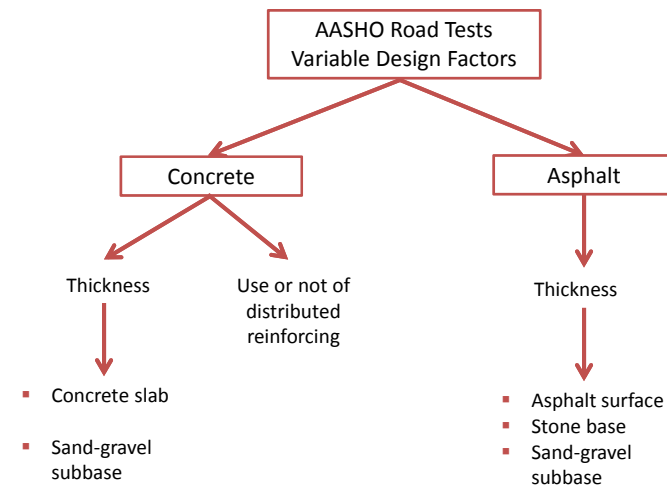 AASHO Road Tests
Variable Design Factors
Concrete
Asphalt
Thickness
Use or not of
distributed
reinforcing
Thickness
▪ Concrete slab
▪ Sand-gravel
subbase
▪ Asphalt surface
▪ Stone base
▪ Sand-gravel
subbase